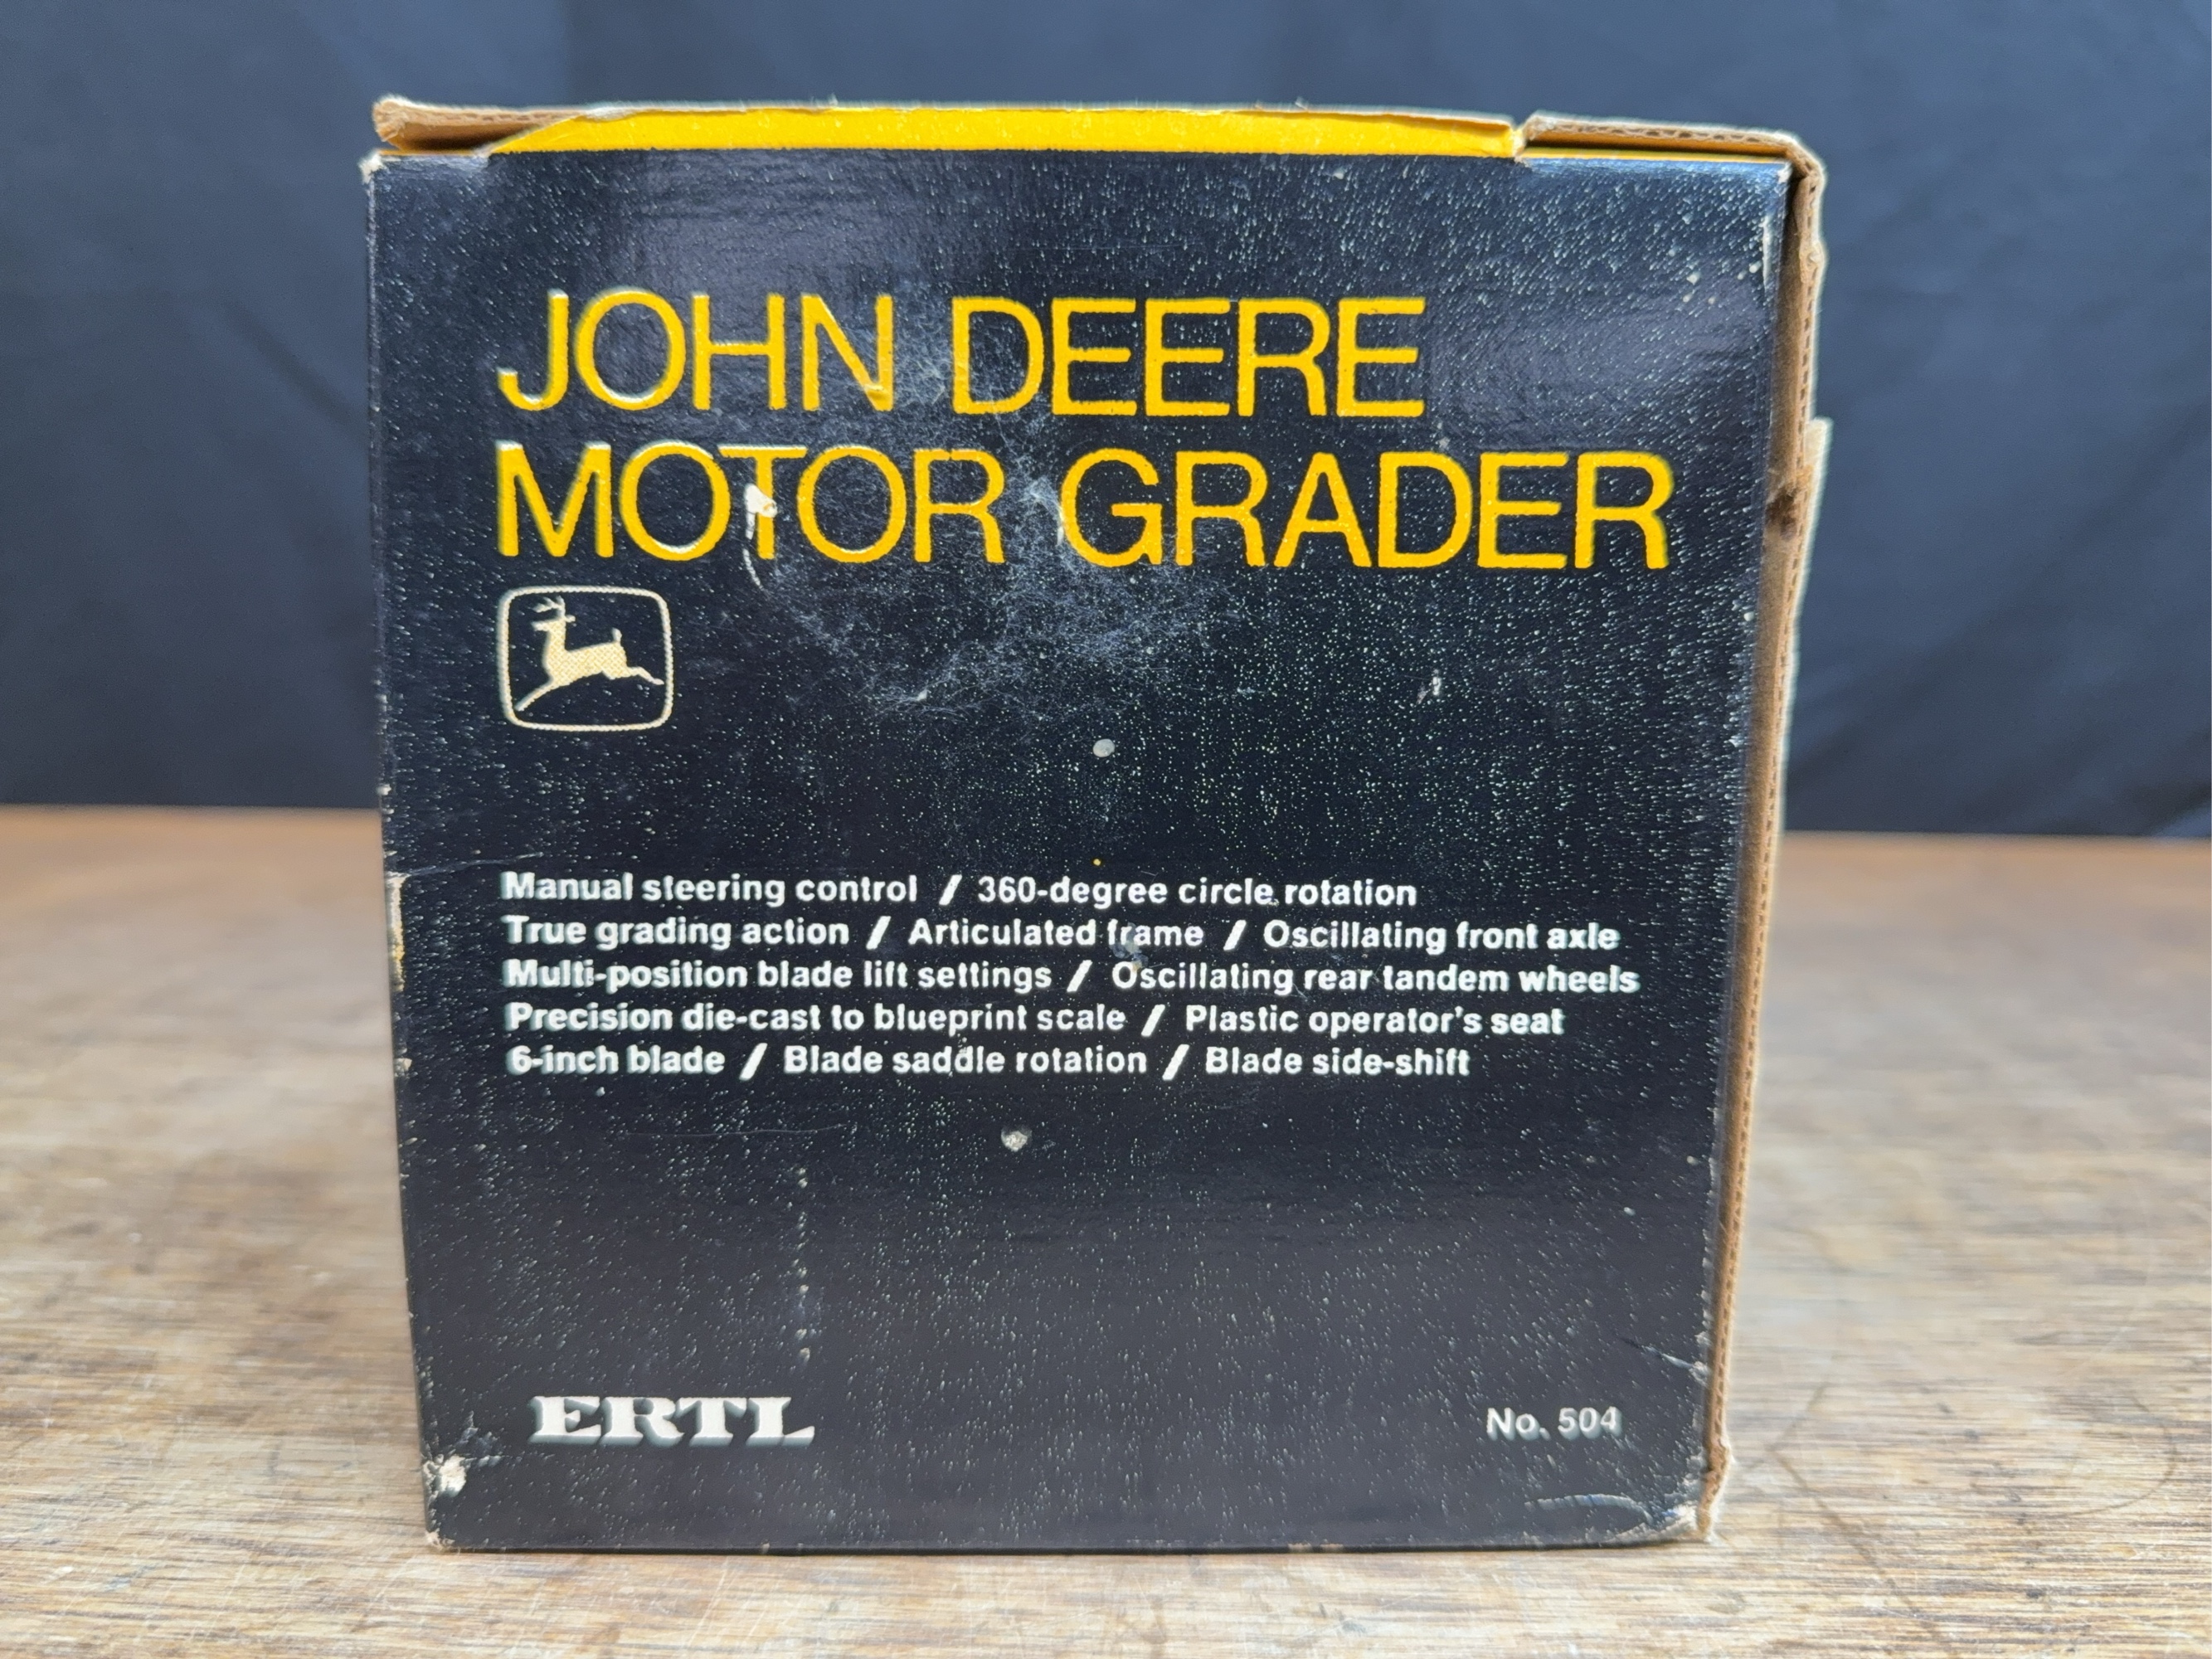 JOHN DEERE
MOTOR GRADER
Manual steering control / 360-degree circle rotation
True grading action / Articulated frame / Oscillating front axle
Multi-position blade lift settings / Oscillating rear tandem wheels
Precision die-cast to blueprint scale / Plastic operator's seat
6-inch blade / Blade saddle rotation / Blade side-shift
ERTL
No. 504